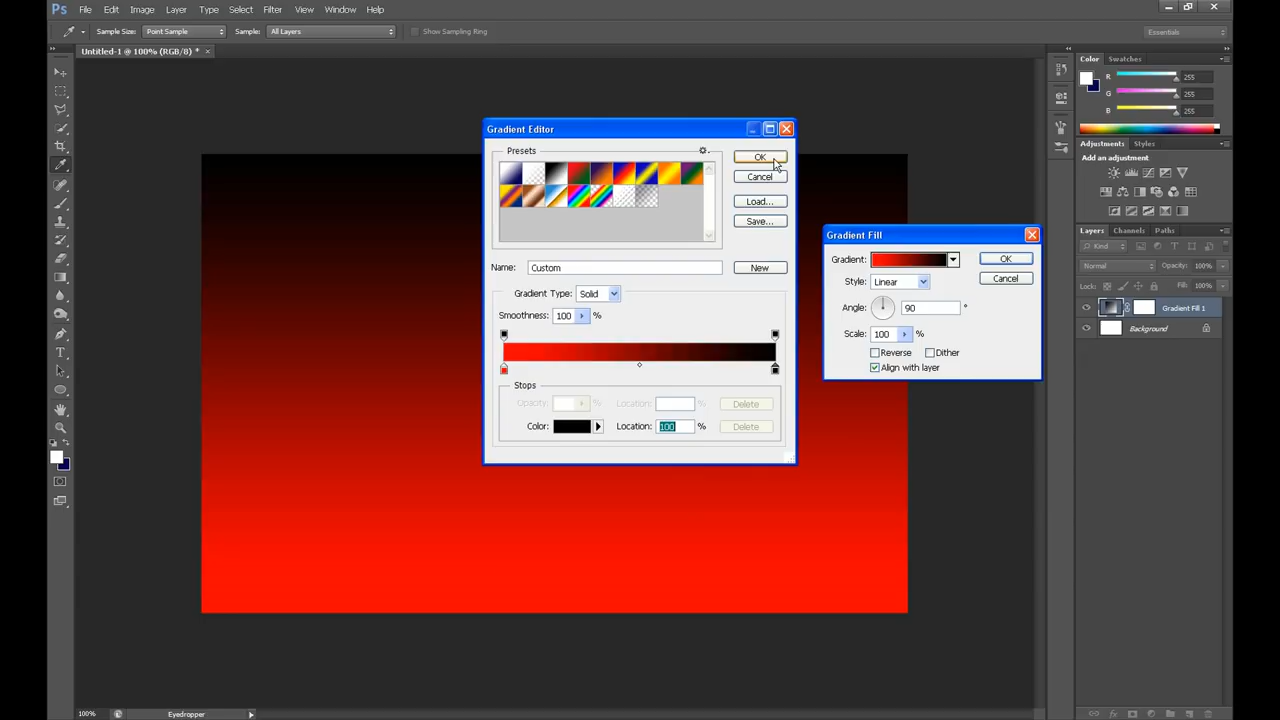 Ps File Edit Image Layer Type Select Filter View Window Help
Sample Size: Point Sample Sample: All Layers Show Sampling Ring Essentials
Untitled-1 @ 100% (RGB/8) * ×
Color Swatches
R 255
G 255
B 255
Adjustments Styles
Add an adjustment
Layers Channels Paths
Kind
Normal Opacity: 100%
Lock: Fill: 100%
Gradient Fill 1
Background
Gradient Editor
Presets
OK
Cancel
Load...
Save...
Name: Custom New
Gradient Type: Solid
Smoothness: 100 %
Stops
Opacity: % Location: % Delete
Color: Location: 100 % Delete
Gradient Fill
Gradient: OK
Style: Linear Cancel
Angle: 90 °
Scale: 100 %
Reverse Dither
Align with layer
100% Eyedropper